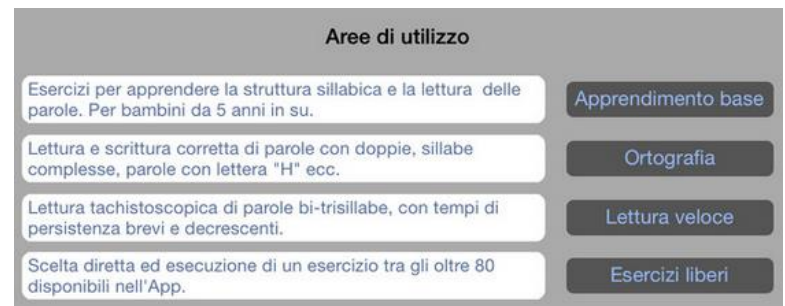 Aree di utilizzo
Esercizi per apprendere la struttura sillabica e la lettura delle
parole. Per bambini da 5 anni in su.
Apprendimento base
Lettura e scrittura corretta di parole con doppie, sillabe
complesse, parole con lettera "H" ecc.
Ortografia
Lettura tachistoscopica di parole bi-trisillabe, con tempi di
persistenza brevi e decrescenti.
Lettura veloce
Scelta diretta ed esecuzione di un esercizio tra gli oltre 80
disponibili nell'App.
Esercizi liberi